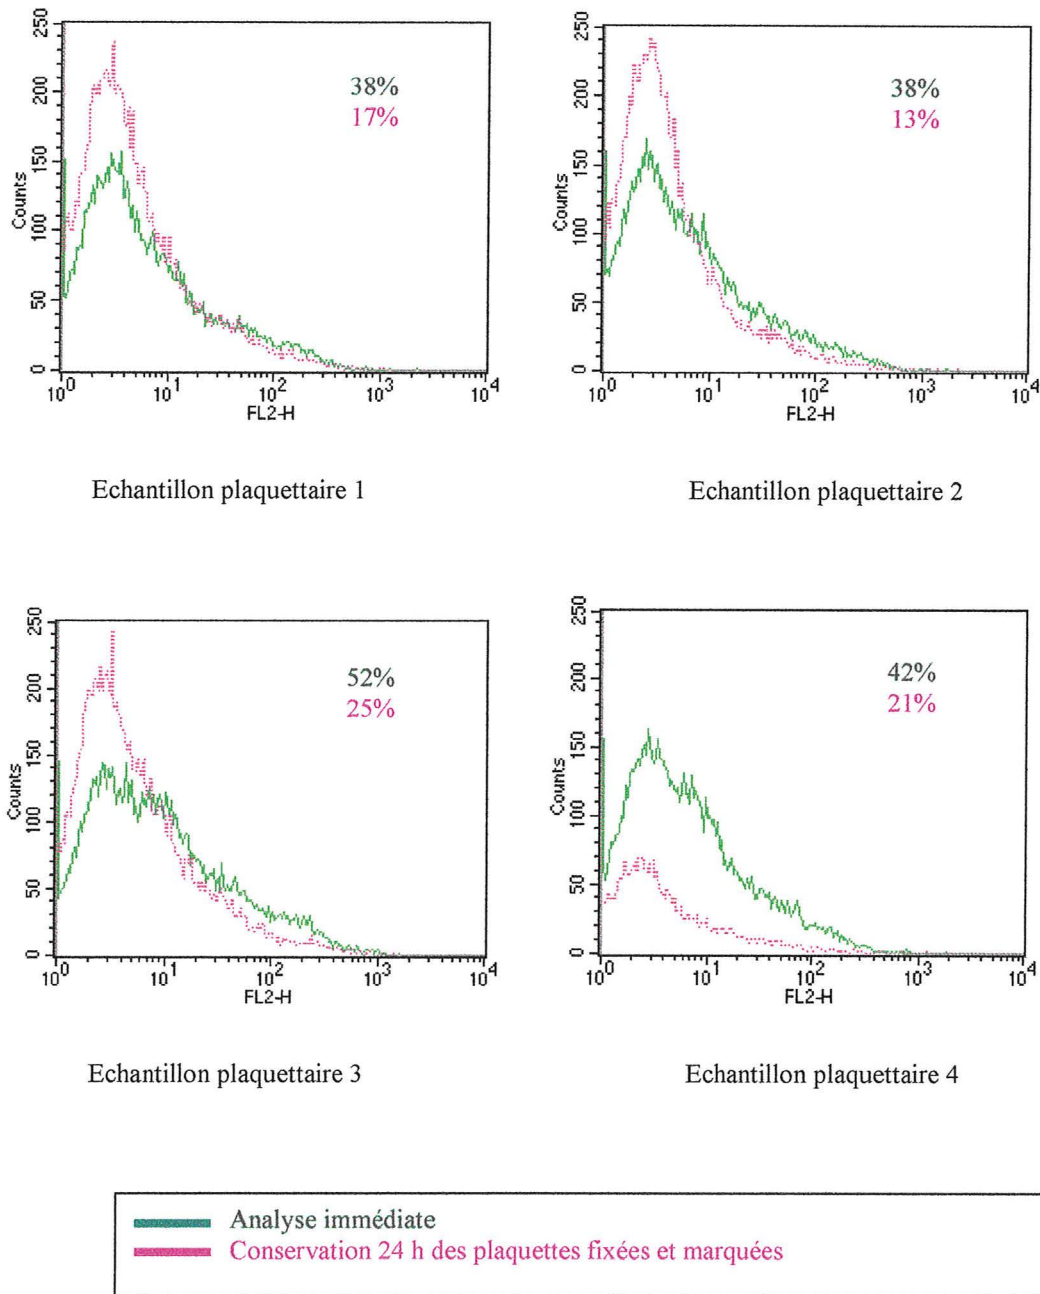 250
200
150
100
50
0
Counts
38%
17%
10^0 10^1 10^2 10^3 10^4
FL2-H
Echantillon plaquettaire 1
250
200
150
100
50
0
Counts
38%
13%
10^0 10^1 10^2 10^3 10^4
FL2-H
Echantillon plaquettaire 2
250
200
150
100
50
0
Counts
52%
25%
10^0 10^1 10^2 10^3 10^4
FL2-H
Echantillon plaquettaire 3
250
200
150
100
50
0
Counts
42%
21%
10^0 10^1 10^2 10^3 10^4
FL2-H
Echantillon plaquettaire 4
Analyse immédiate
Conservation 24 h des plaquettes fixées et marquées